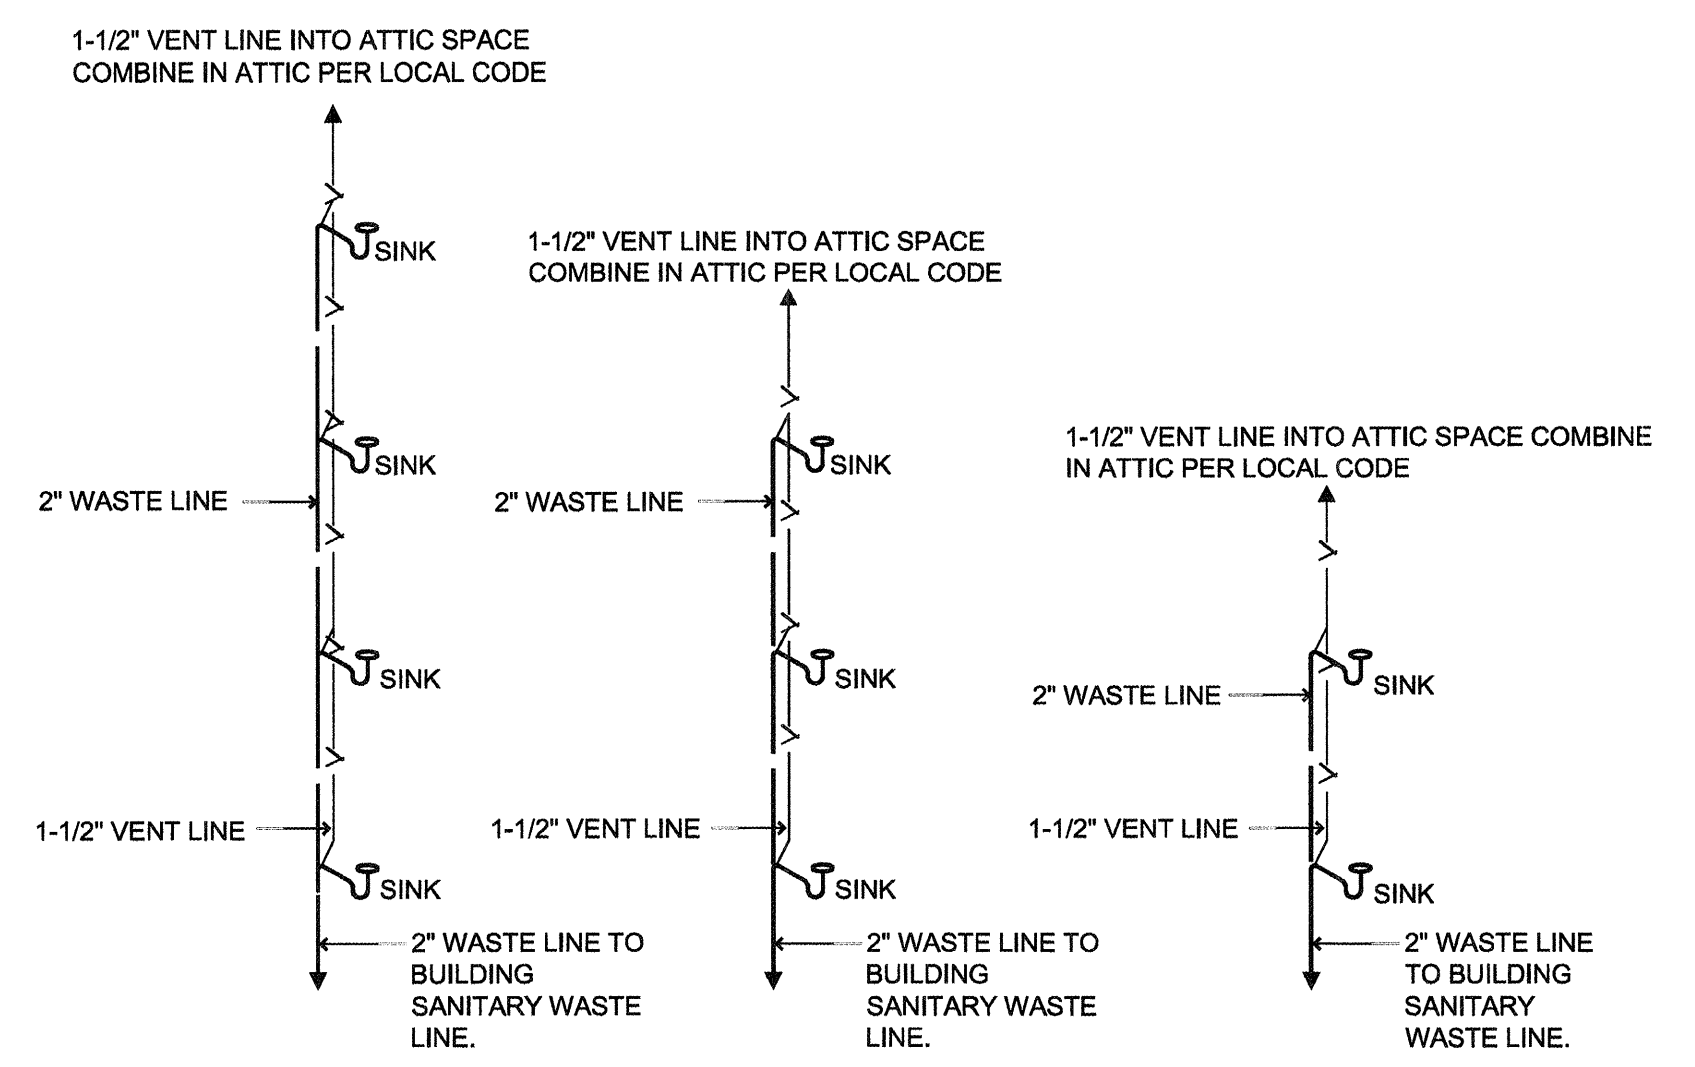 1-1/2" VENT LINE INTO ATTIC SPACE
COMBINE IN ATTIC PER LOCAL CODE
SINK
SINK
2" WASTE LINE
SINK
1-1/2" VENT LINE
SINK
2" WASTE LINE TO
BUILDING
SANITARY WASTE
LINE.
1-1/2" VENT LINE INTO ATTIC SPACE
COMBINE IN ATTIC PER LOCAL CODE
SINK
2" WASTE LINE
SINK
1-1/2" VENT LINE
SINK
2" WASTE LINE TO
BUILDING
SANITARY WASTE
LINE.
1-1/2" VENT LINE INTO ATTIC SPACE COMBINE
IN ATTIC PER LOCAL CODE
SINK
2" WASTE LINE
1-1/2" VENT LINE
SINK
2" WASTE LINE
TO BUILDING
SANITARY
WASTE LINE.